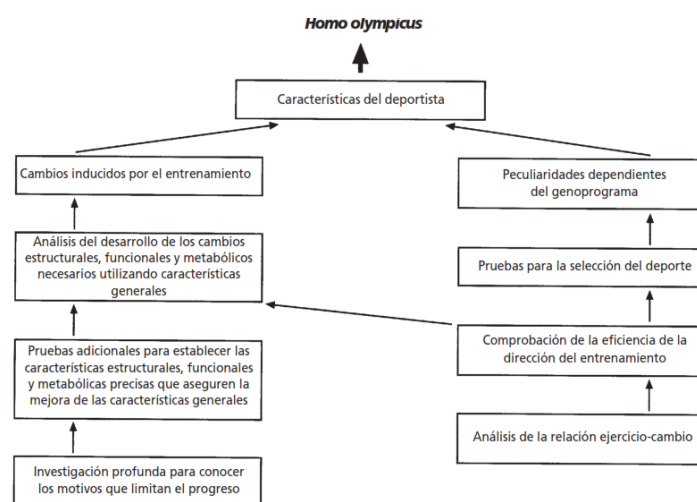 Homo olympicus
Características del deportista
Cambios inducidos por el entrenamiento
Peculiaridades dependientes
del genoprograma
Análisis del desarrollo de los cambios
estructurales, funcionales y metabólicos
necesarios utilizando características
generales
Pruebas para la selección del deporte
Pruebas adicionales para establecer las
características estructurales, funcionales
y metabólicas precisas que aseguren la
mejora de las características generales
Comprobación de la eficiencia de la
dirección del entrenamiento
Investigación profunda para conocer
los motivos que limitan el progreso
Análisis de la relación ejercicio-cambio